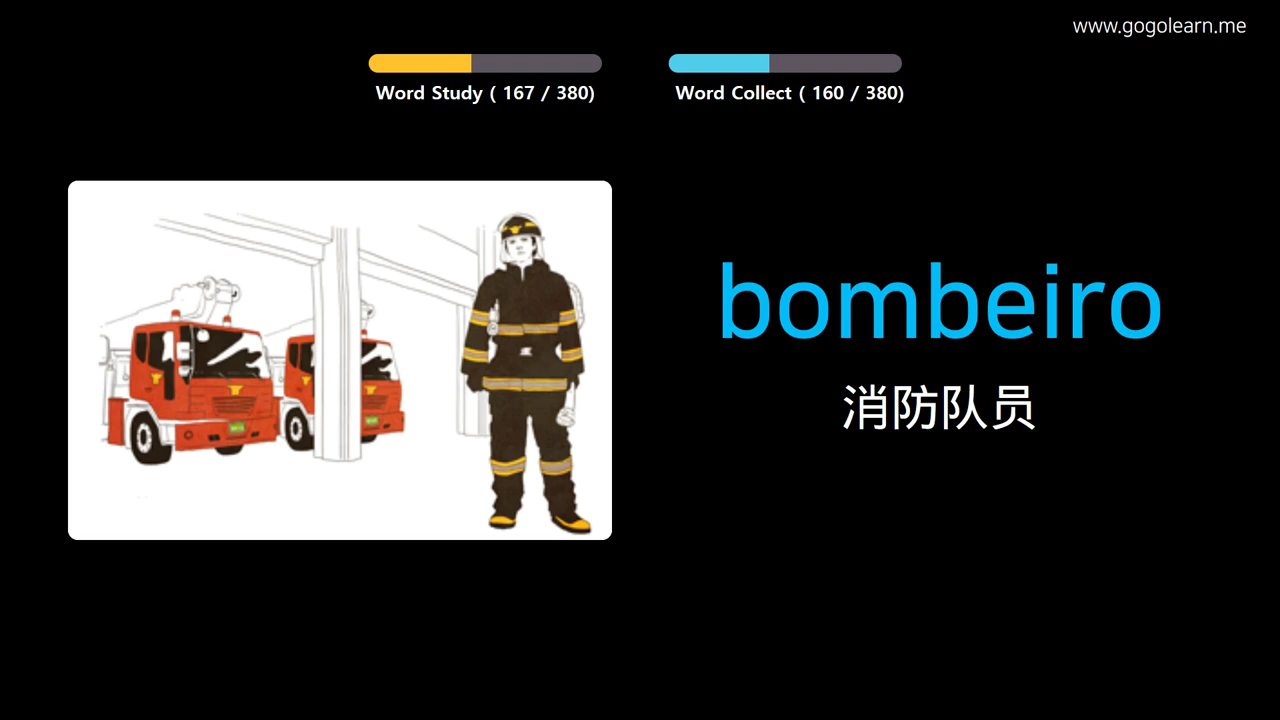 www.gogolearn.me
Word Study ( 167 / 380)
Word Collect ( 160 / 380)
bombeiro
消防队员